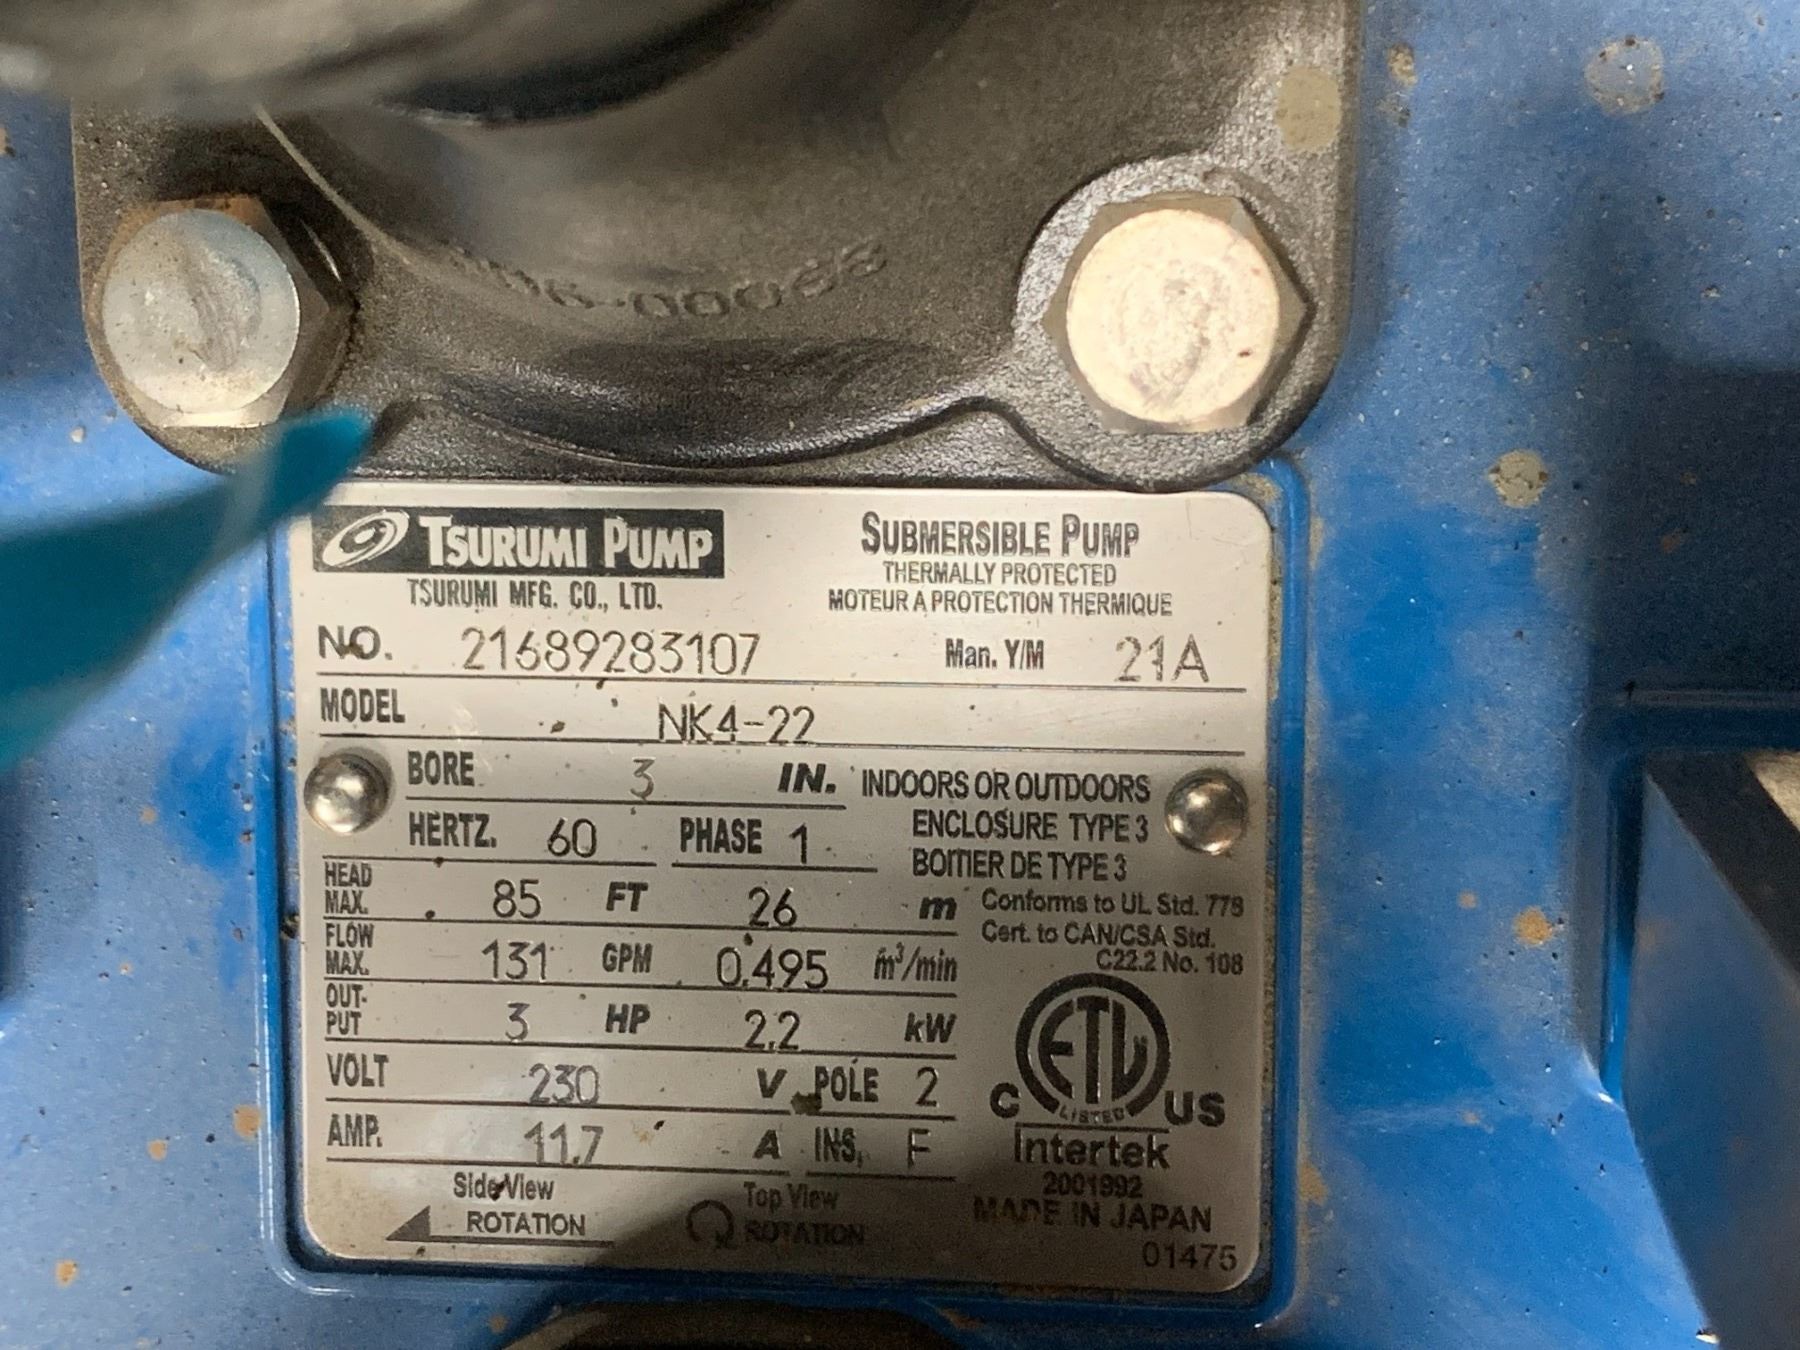 TSURUMI PUMP
TSURUMI MFG. CO., LTD.
SUBMERSIBLE PUMP
THERMALLY PROTECTED
MOTEUR A PROTECTION THERMIQUE
NO. 21689283107 Man. Y/M 21A
MODEL NK4-22
BORE 3 IN.
HERTZ. 60 PHASE 1
INDOORS OR OUTDOORS
ENCLOSURE TYPE 3
BOITIER DE TYPE 3
HEAD MAX. 85 FT 26 m
FLOW MAX. 131 GPM 0.495 m³/min
OUT-PUT 3 HP 2.2 kW
VOLT 230 V POLE 2
AMP. 11.7 A INS. F
Conforms to UL Std. 778
Cert. to CAN/CSA Std.
C22.2 No. 108
C ETL US
LISTED
Intertek
2001992
MADE IN JAPAN
01475
Side View
ROTATION
Top View
ROTATION